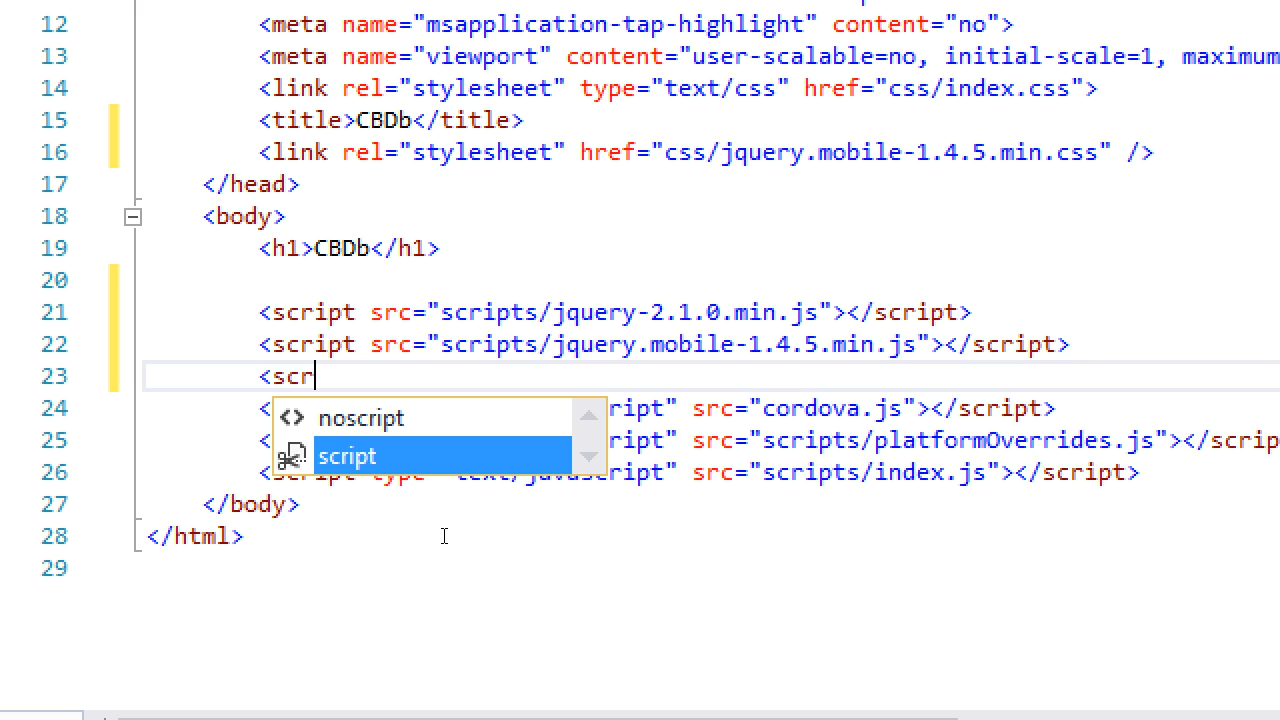 12 <meta name="msapplication-tap-highlight" content="no">
13 <meta name="viewport" content="user-scalable=no, initial-scale=1, maximum
14 <link rel="stylesheet" type="text/css" href="css/index.css">
15 <title>CBDb</title>
16 <link rel="stylesheet" href="css/jquery.mobile-1.4.5.min.css" />
17 </head>
18 <body>
19 <h1>CBDb</h1>
20
21 <script src="scripts/jquery-2.1.0.min.js"></script>
22 <script src="scripts/jquery.mobile-1.4.5.min.js"></script>
23 <scr
noscript
script
24 < ript" src="cordova.js"></script>
25 < ript" src="scripts/platformOverrides.js"></scrip
26 <script type="text/javascript" src="scripts/index.js"></script>
27 </body>
28 </html>
29